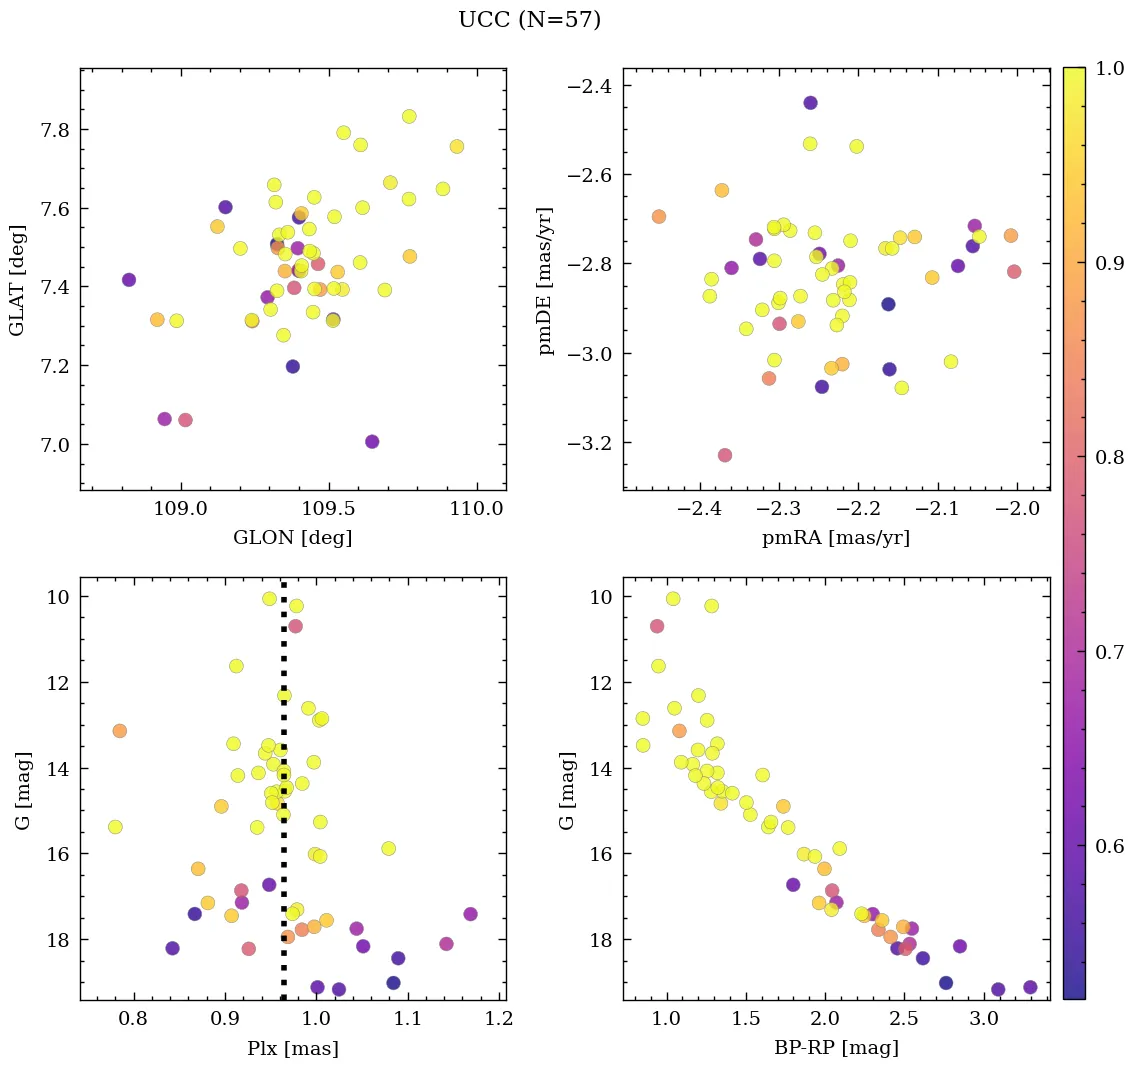 UCC (N=57)
7.8
7.6
7.4
7.2
7.0
GLAT [deg]
109.0 109.5 110.0
GLON [deg]
−2.4
−2.6
−2.8
−3.0
−3.2
pmDE [mas/yr]
−2.4 −2.3 −2.2 −2.1 −2.0
pmRA [mas/yr]
1.0
0.9
0.8
0.7
0.6
10
12
14
16
18
G [mag]
0.8 0.9 1.0 1.1 1.2
Plx [mas]
10
12
14
16
18
G [mag]
1.0 1.5 2.0 2.5 3.0
BP-RP [mag]